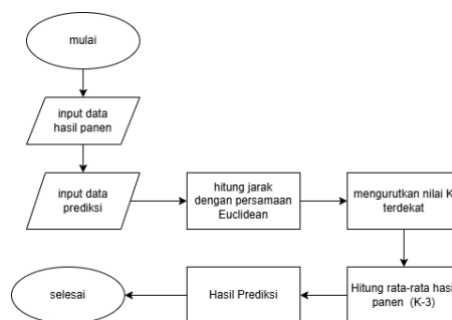 mulai
input data
hasil panen
input data
prediksi
hitung jarak
dengan persamaan
Euclidean
mengurutkan nilai K
terdekat
Hitung rata-rata hasil
panen (K-3)
Hasil Prediksi
selesai